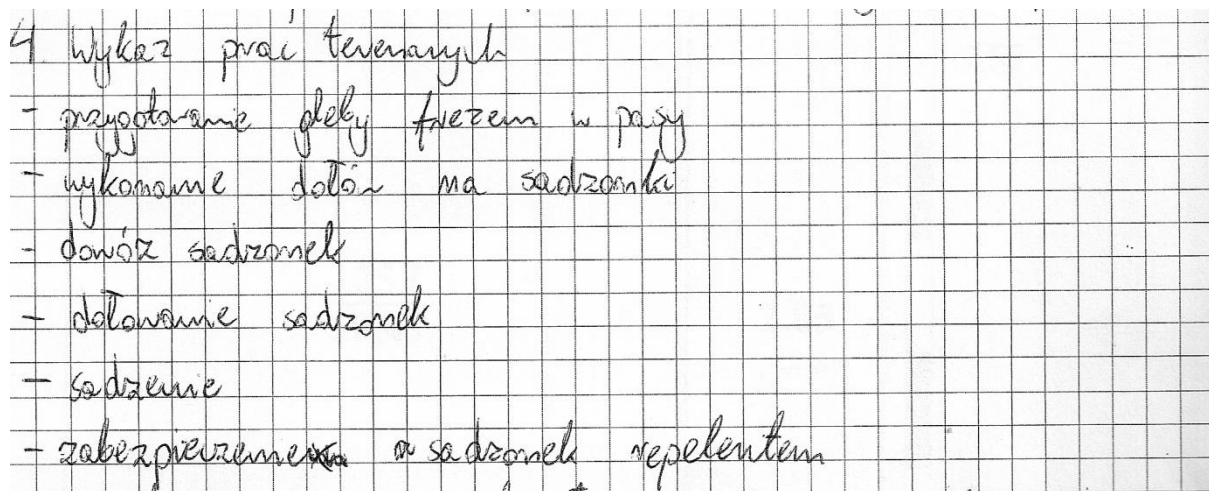 4. Wykaz prac terenowych
- przygotowanie gleby frezem w pasy
- wykonanie dołów na sadzonki
- dowóz sadzonek
- dołowanie sadzonek
- sadzenie
- zabezpieczenie sadzonek repelentem